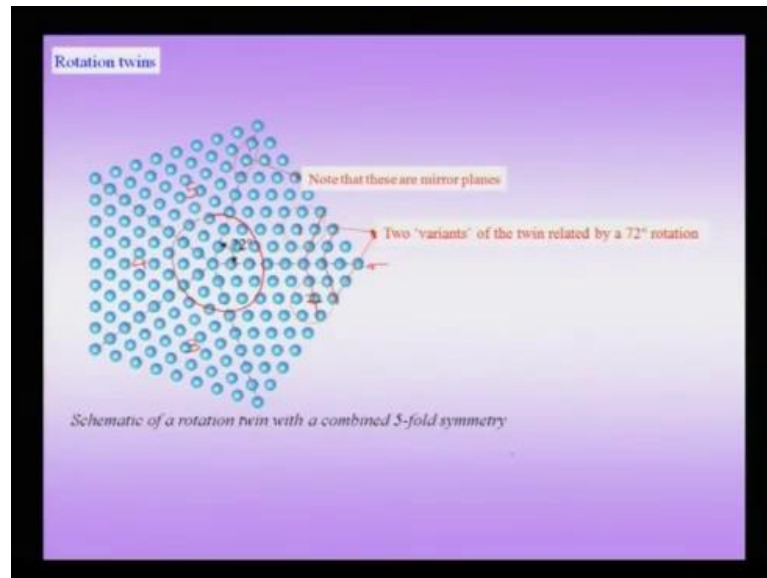 Rotation twins
Note that these are mirror planes
72°
Two 'variants' of the twin related by a 72° rotation
Schematic of a rotation twin with a combined 5-fold symmetry